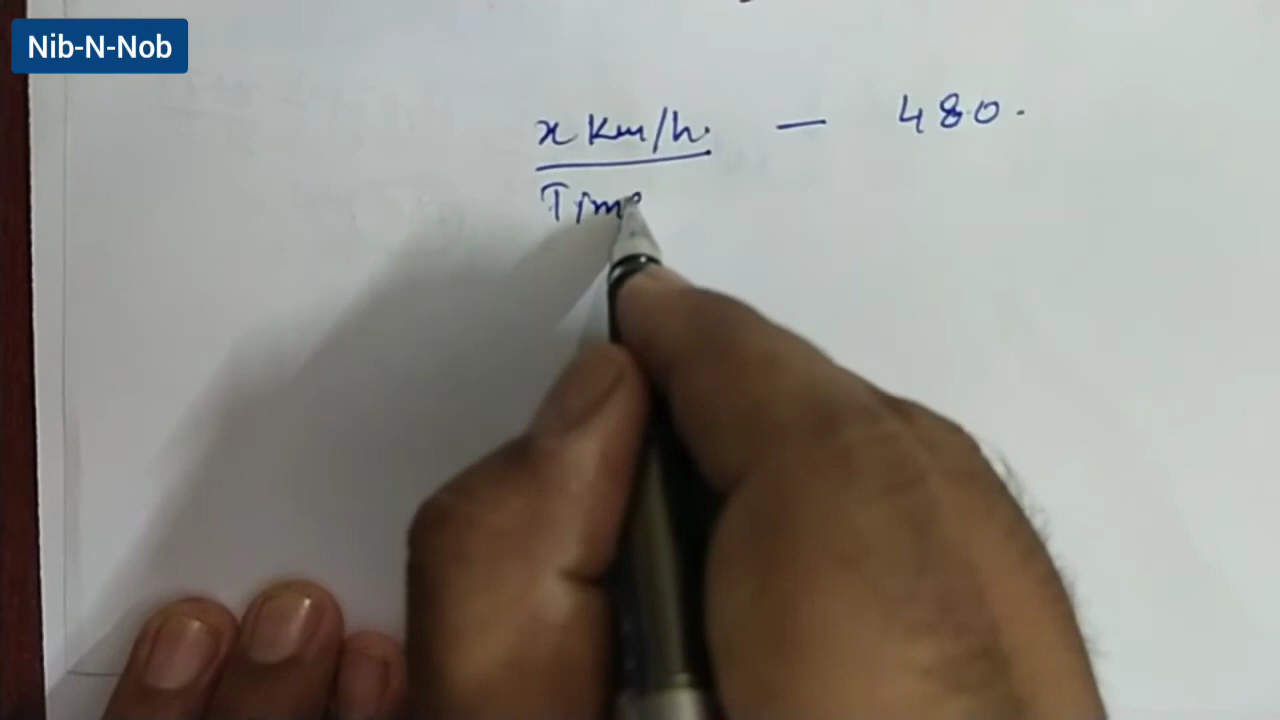 Nib-N-Nob
x Km/h. — 480.
Time